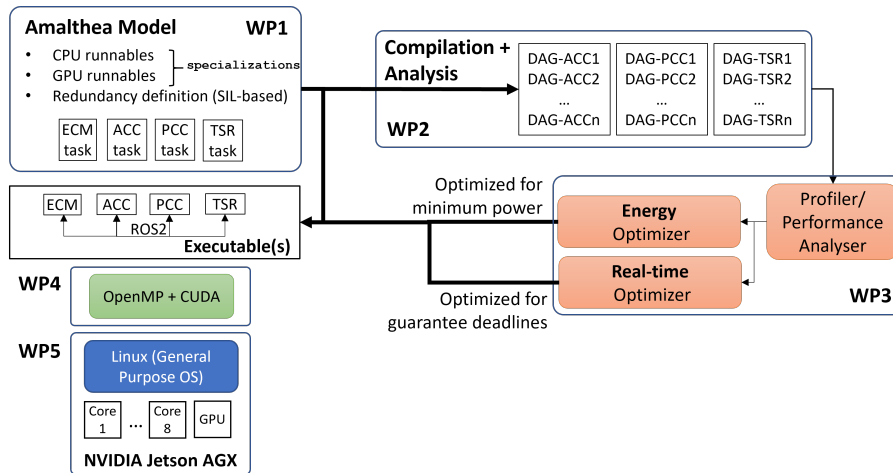 Amalthea Model
WP1
• CPU runnables
• GPU runnables
specializations
• Redundancy definition (SIL-based)
ECM
task
ACC
task
PCC
task
TSR
task
Compilation +
Analysis
WP2
DAG-ACC1
DAG-ACC2
...
DAG-ACCn
DAG-PCC1
DAG-PCC2
...
DAG-PCCn
DAG-TSR1
DAG-TSR2
...
DAG-TSRn
ECM
ACC
PCC
TSR
ROS2
Executable(s)
Optimized for
minimum power
Energy
Optimizer
Profiler/
Performance
Analyser
Real-time
Optimizer
WP3
Optimized for
guarantee deadlines
WP4
OpenMP + CUDA
WP5
Linux (General
Purpose OS)
Core
1
...
Core
8
GPU
NVIDIA Jetson AGX